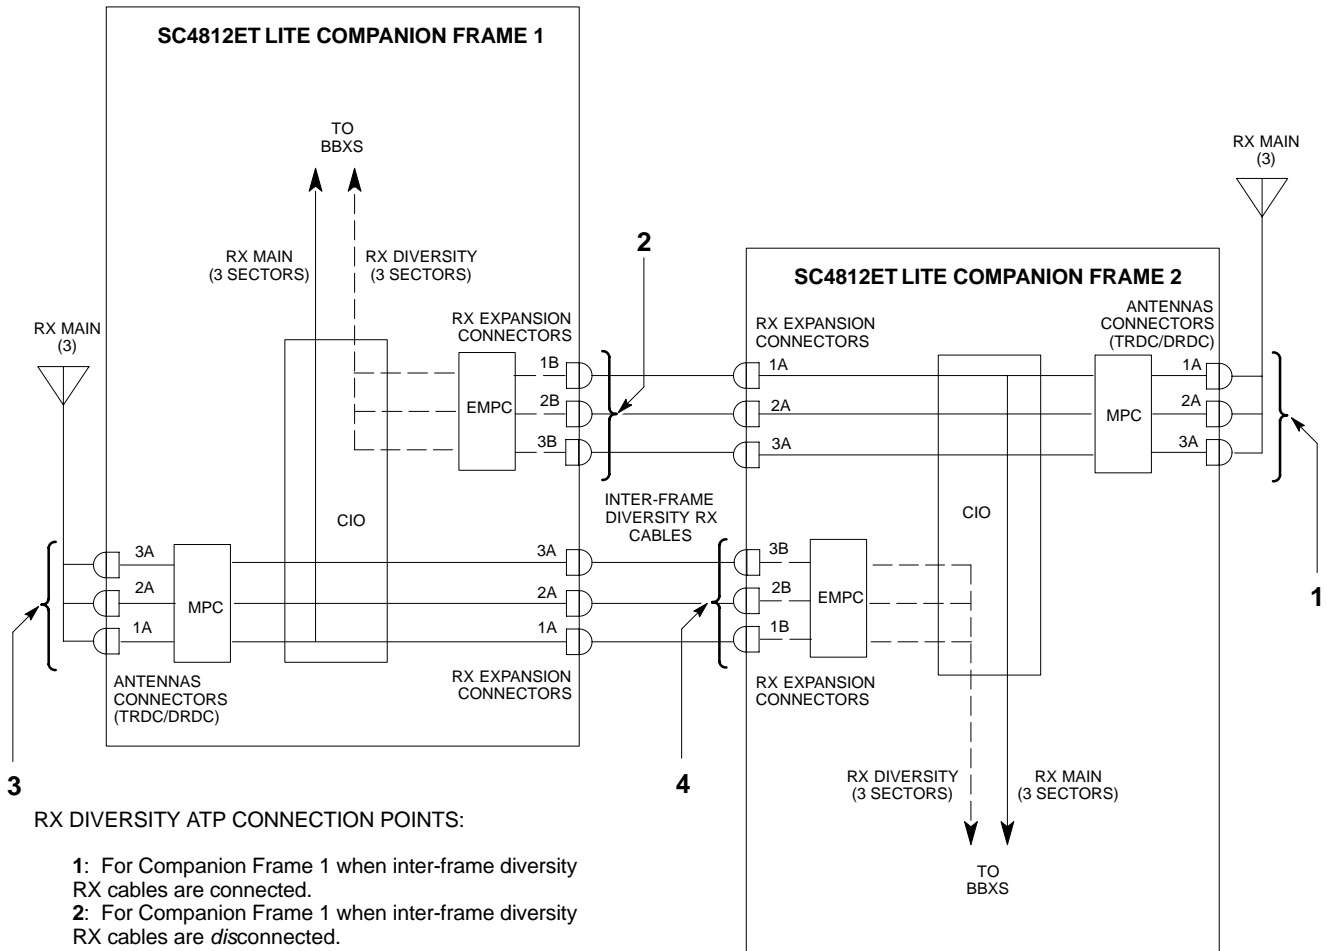 SC4812ET LITE COMPANION FRAME 1
TO
BBXS
RX MAIN
(3 SECTORS)
RX DIVERSITY
(3 SECTORS)
RX MAIN
(3)
RX EXPANSION
CONNECTORS
1B
2B
3B
EMPC
CIO
2
INTER-FRAME
DIVERSITY RX
CABLES
3A
2A
1A
MPC
ANTENNAS
CONNECTORS
(TRDC/DRDC)
3A
2A
1A
RX EXPANSION
CONNECTORS
3
4
RX MAIN
(3)
SC4812ET LITE COMPANION FRAME 2
RX EXPANSION
CONNECTORS
ANTENNAS
CONNECTORS
(TRDC/DRDC)
1A
2A
3A
MPC
1A
2A
3A
1
CIO
3B
2B
1B
EMPC
RX EXPANSION
CONNECTORS
RX DIVERSITY
(3 SECTORS)
RX MAIN
(3 SECTORS)
TO
BBXS
RX DIVERSITY ATP CONNECTION POINTS:
1: For Companion Frame 1 when inter-frame diversity
RX cables are connected.
2: For Companion Frame 1 when inter-frame diversity
RX cables are disconnected.